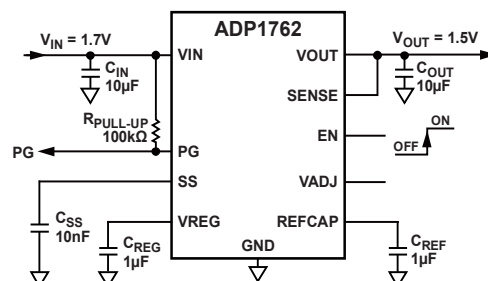 ADP1762
VIN = 1.7V
VIN
VOUT
VOUT = 1.5V
CIN
10µF
COUT
10µF
SENSE
RPULL-UP
100kΩ
EN
ON
OFF
PG
PG
SS
VADJ
CSS
10nF
VREG
REFCAP
CREG
1µF
GND
CREF
1µF